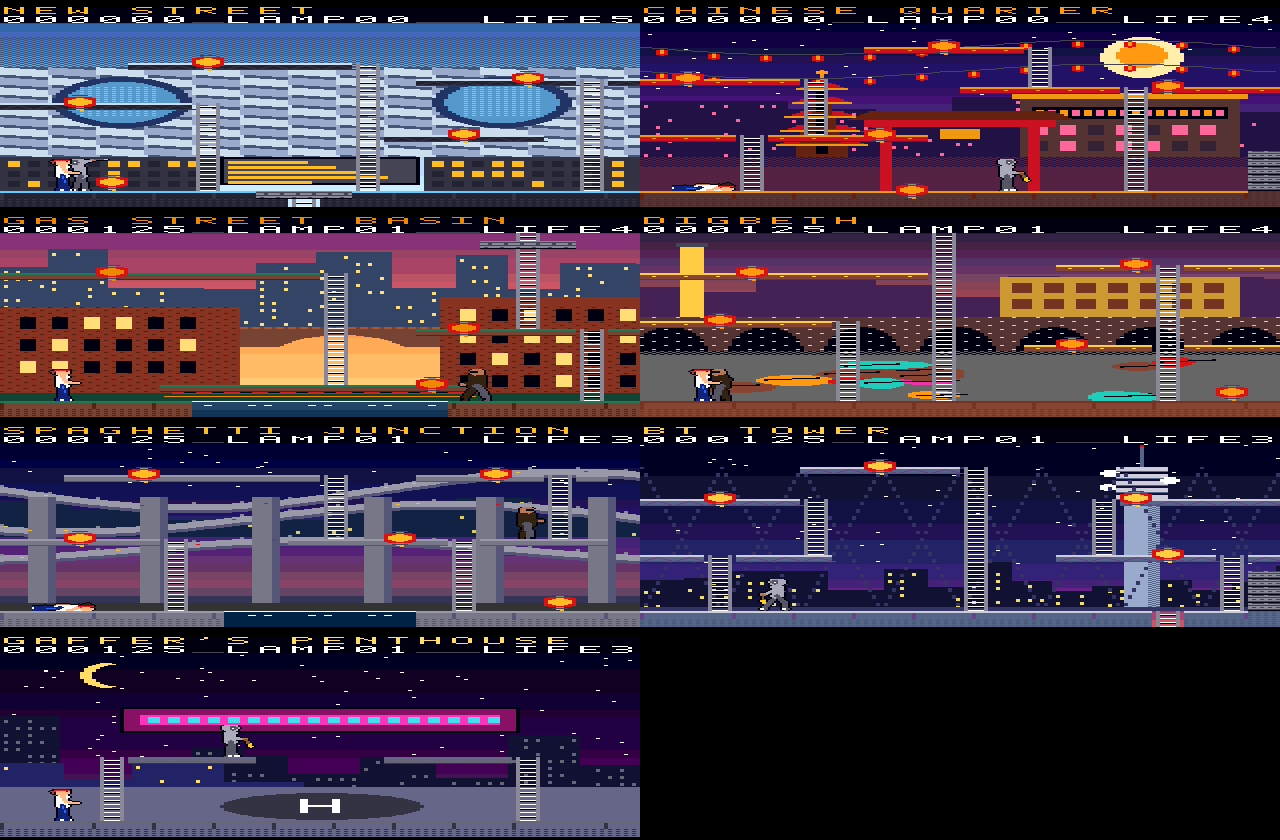 NEW STREET
000000 LAMP00 LIFE5
CHINESE QUARTER
000000 LAMP00 LIFE4
GAS STREET BASIN
000125 LAMP01 LIFE4
DIGBETH
000125 LAMP01 LIFE4
SPAGHETTI JUNCTION
000125 LAMP01 LIFE3
BT TOWER
000125 LAMP01 LIFE3
GAFFER'S PENTHOUSE
000125 LAMP01 LIFE3
H